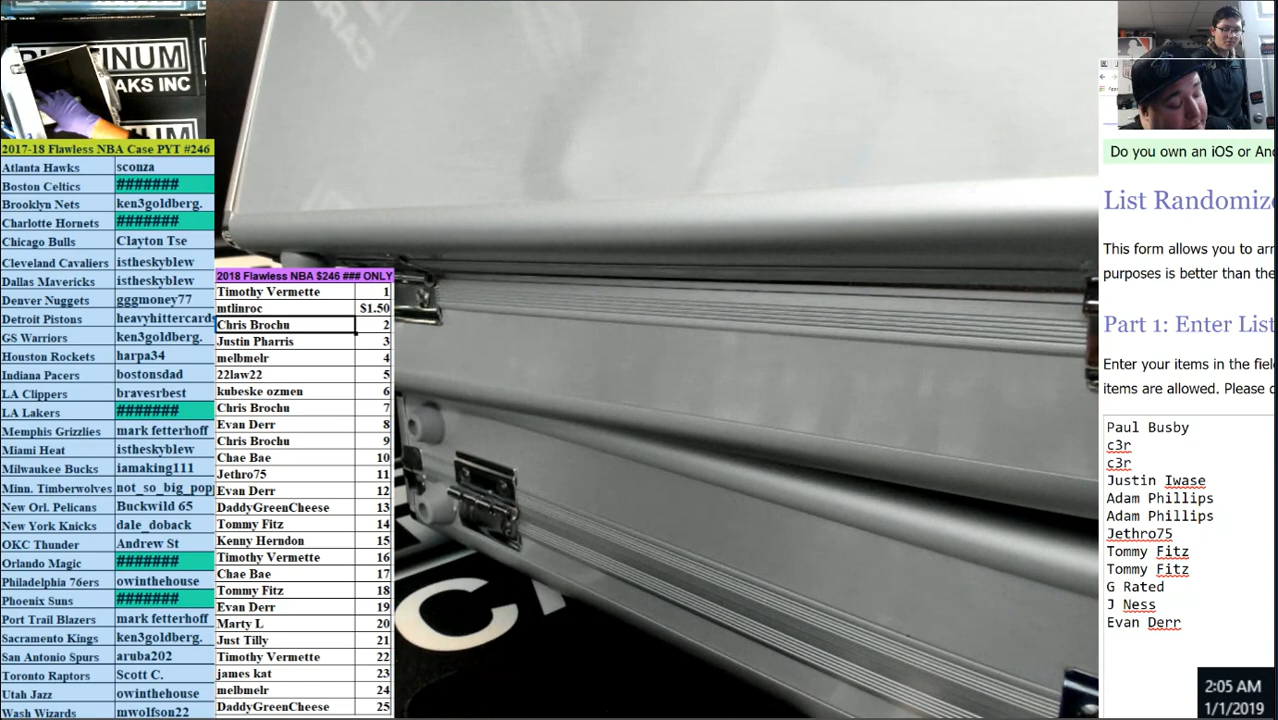 PLATINUM
AKS INC
2017-18 Flawless NBA Case PYT #246
Atlanta Hawks sconza
Boston Celtics #######
Brooklyn Nets ken3goldberg.
Charlotte Hornets #######
Chicago Bulls Clayton Tse
Cleveland Cavaliers istheskyblew
Dallas Mavericks istheskyblew
Denver Nuggets gggmoney77
Detroit Pistons heavyhittercards
GS Warriors ken3goldberg.
Houston Rockets harpa34
Indiana Pacers bostonsdad
LA Clippers bravesrbest
LA Lakers #######
Memphis Grizzlies mark fetterhoff
Miami Heat istheskyblew
Milwaukee Bucks iamaking111
Minn. Timberwolves not_so_big_pop
New Orl. Pelicans Buckwild 65
New York Knicks dale_doback
OKC Thunder Andrew St
Orlando Magic #######
Philadelphia 76ers owinthehouse
Phoenix Suns #######
Port Trail Blazers mark fetterhoff
Sacramento Kings ken3goldberg.
San Antonio Spurs aruba202
Toronto Raptors Scott C.
Utah Jazz owinthehouse
Wash Wizards mwolfson22
2018 Flawless NBA $246 ### ONLY
Timothy Vermette 1
mtlinroc $1.50
Chris Brochu 2
Justin Pharris 3
melbmelr 4
22law22 5
kubeske ozmen 6
Chris Brochu 7
Evan Derr 8
Chris Brochu 9
Chae Bae 10
Jethro75 11
Evan Derr 12
DaddyGreenCheese 13
Tommy Fitz 14
Kenny Herndon 15
Timothy Vermette 16
Chae Bae 17
Tommy Fitz 18
Evan Derr 19
Marty L 20
Just Tilly 21
Timothy Vermette 22
james kat 23
melbmelr 24
DaddyGreenCheese 25
Do you own an iOS or And
List Randomize
This form allows you to arr
purposes is better than the
Part 1: Enter List
Enter your items in the fiel
items are allowed. Please c
Paul Busby
c3r
c3r
Justin Iwase
Adam Phillips
Adam Phillips
Jethro75
Tommy Fitz
Tommy Fitz
G Rated
J Ness
Evan Derr
2:05 AM
1/1/2019